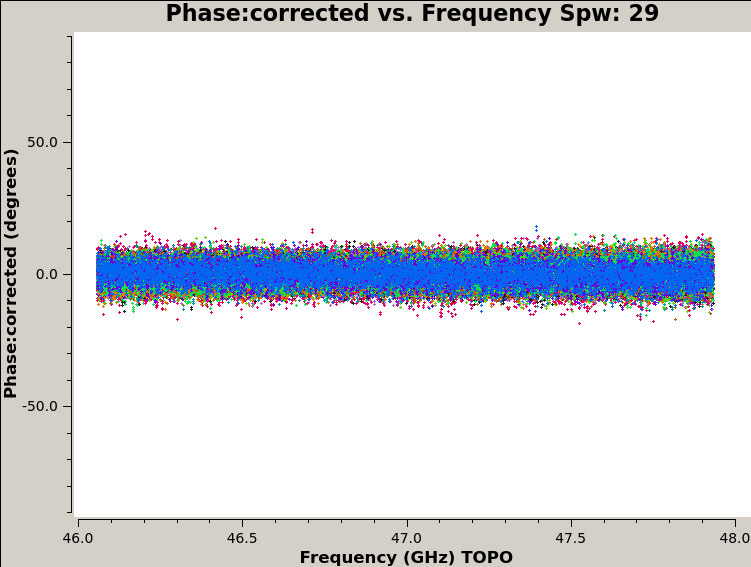 Phase:corrected vs. Frequency Spw: 29
Phase:corrected (degrees)
50.0
0.0
-50.0
46.0 46.5 47.0 47.5 48.0
Frequency (GHz) TOPO